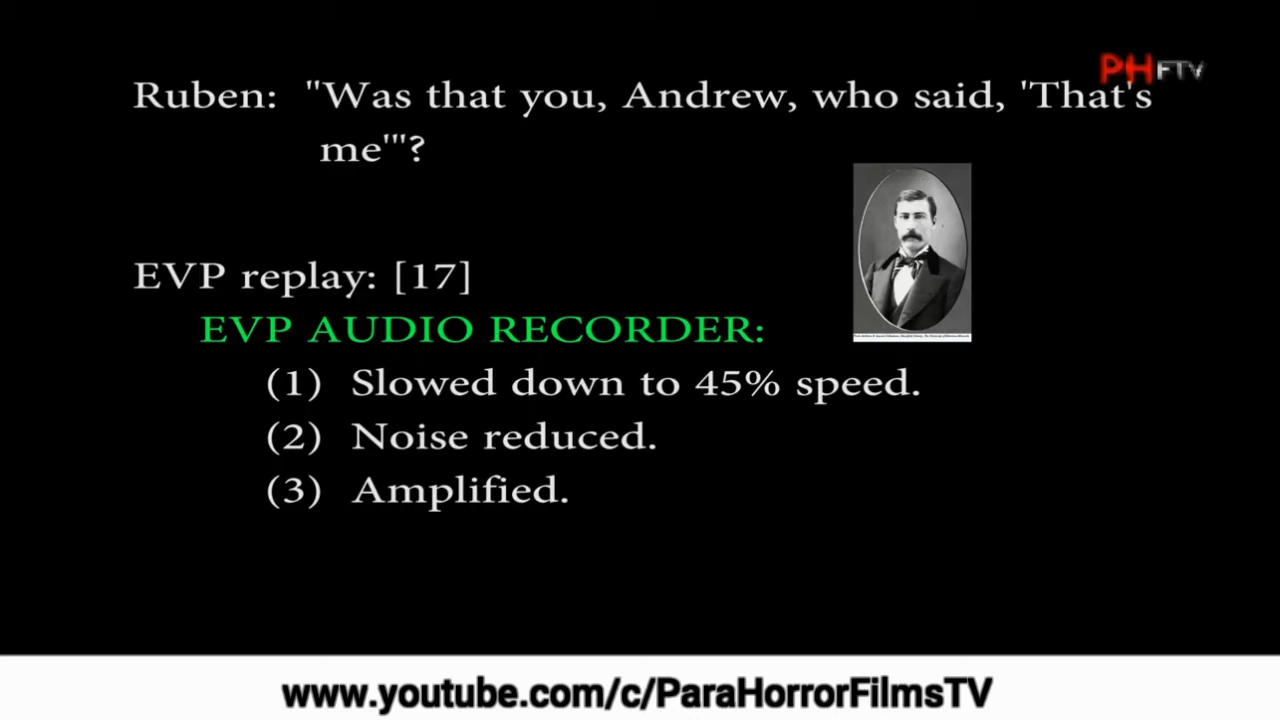 PHFTV
Ruben: "Was that you, Andrew, who said, 'That's
me'"?
EVP replay: [17]
EVP AUDIO RECORDER:
(1) Slowed down to 45% speed.
(2) Noise reduced.
(3) Amplified.
www.youtube.com/c/ParaHorrorFilmsTV